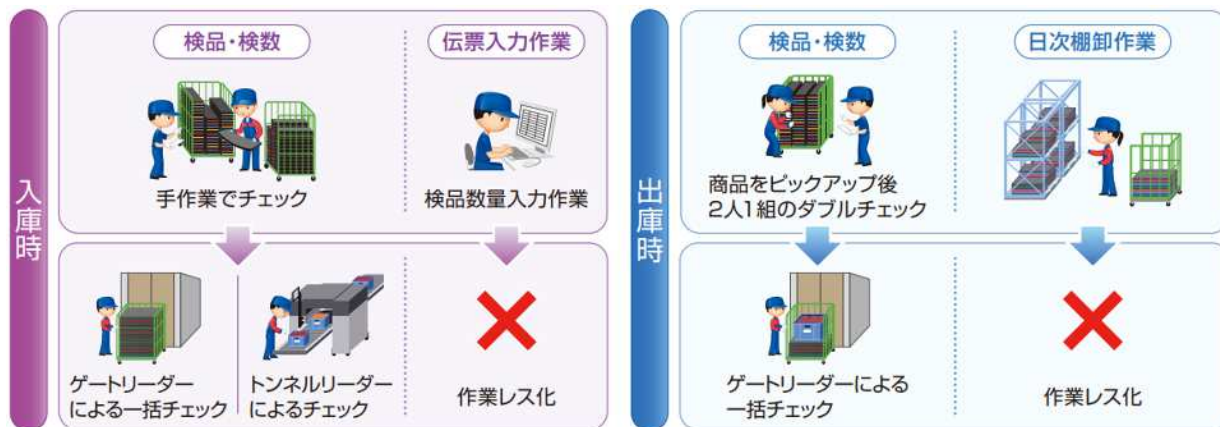 入庫時
検品・検数
伝票入力作業
手作業でチェック
検品数量入力作業
ゲートリーダー
による一括チェック
トンネルリーダー
によるチェック
作業レス化
出庫時
検品・検数
日次棚卸作業
商品をピックアップ後
2人1組のダブルチェック
ゲートリーダーによる
一括チェック
作業レス化